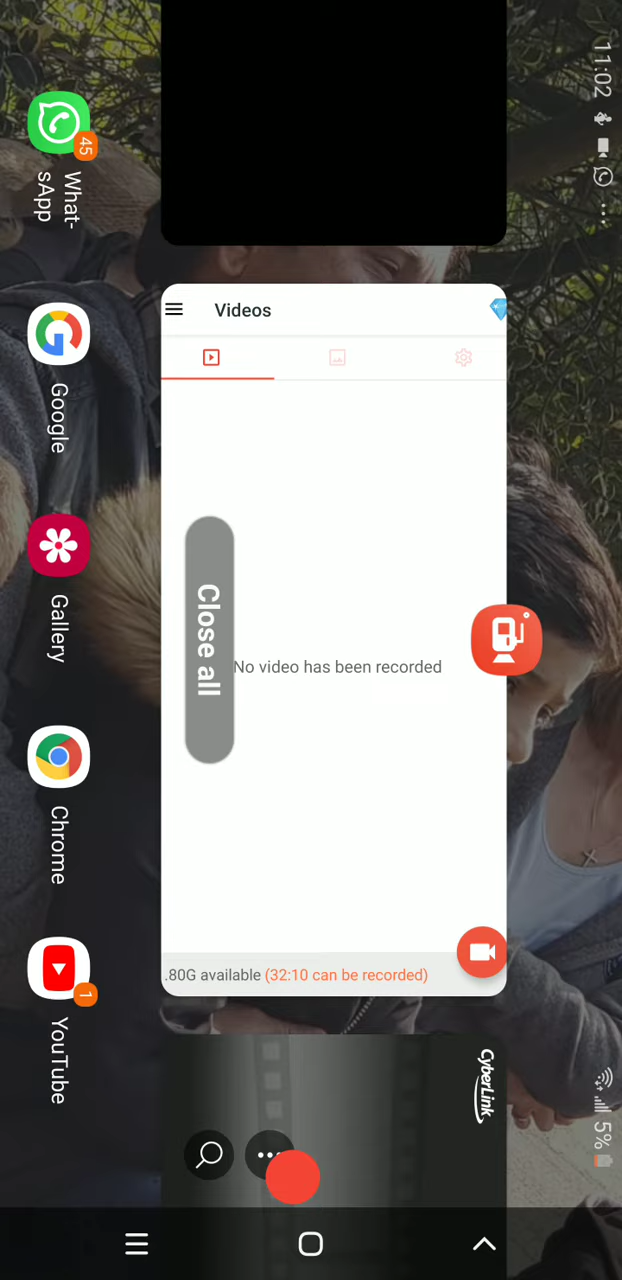 11:02
Videos
No video has been recorded
Close all
.80G available (32:10 can be recorded)
CyberLink
5%
45
What-
sApp
Google
Gallery
Chrome
1
YouTube